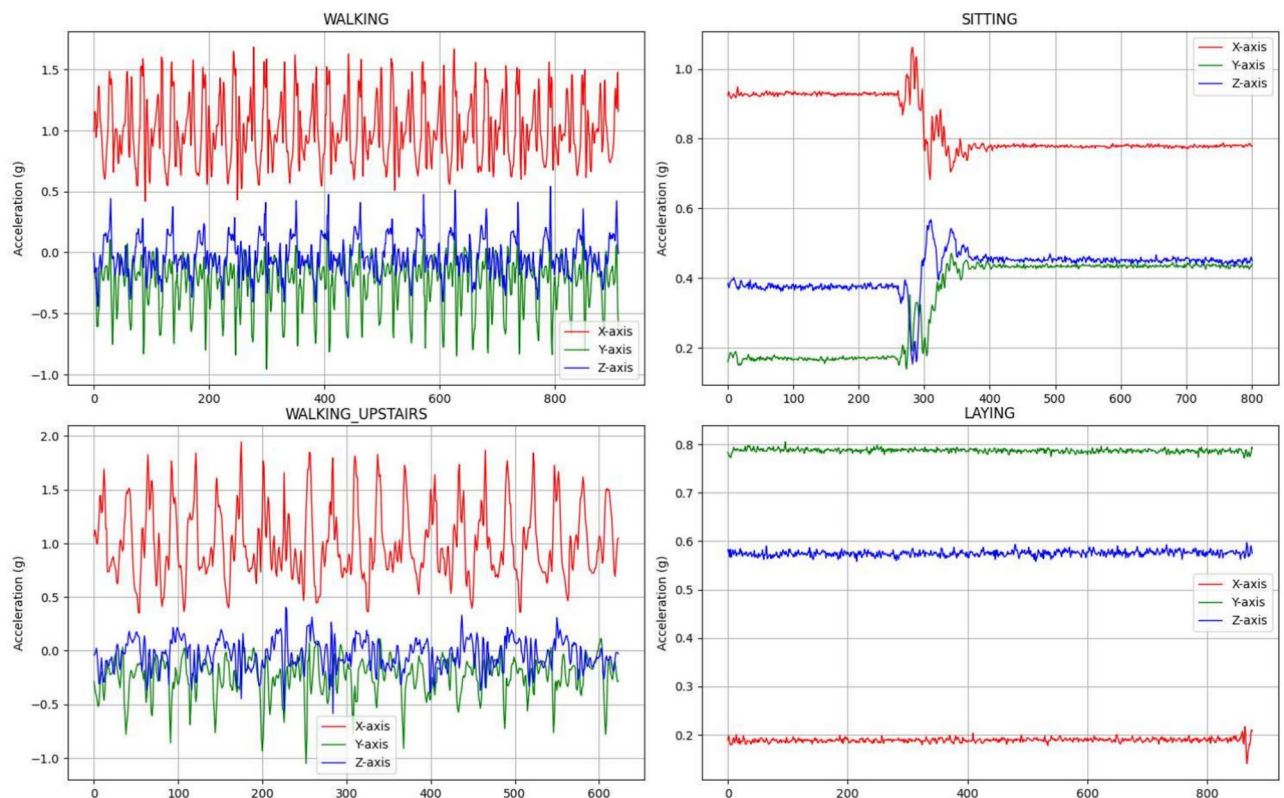 WALKING
Acceleration (g)
1.5
1.0
0.5
0.0
−0.5
−1.0
X-axis
Y-axis
Z-axis
0 200 400 600 800
SITTING
Acceleration (g)
1.0
0.8
0.6
0.4
0.2
X-axis
Y-axis
Z-axis
0 100 200 300 400 500 600 700 800
WALKING_UPSTAIRS
Acceleration (g)
2.0
1.5
1.0
0.5
0.0
−0.5
−1.0
X-axis
Y-axis
Z-axis
0 100 200 300 400 500 600
LAYING
Acceleration (g)
0.8
0.7
0.6
0.5
0.4
0.3
0.2
X-axis
Y-axis
Z-axis
0 200 400 600 800